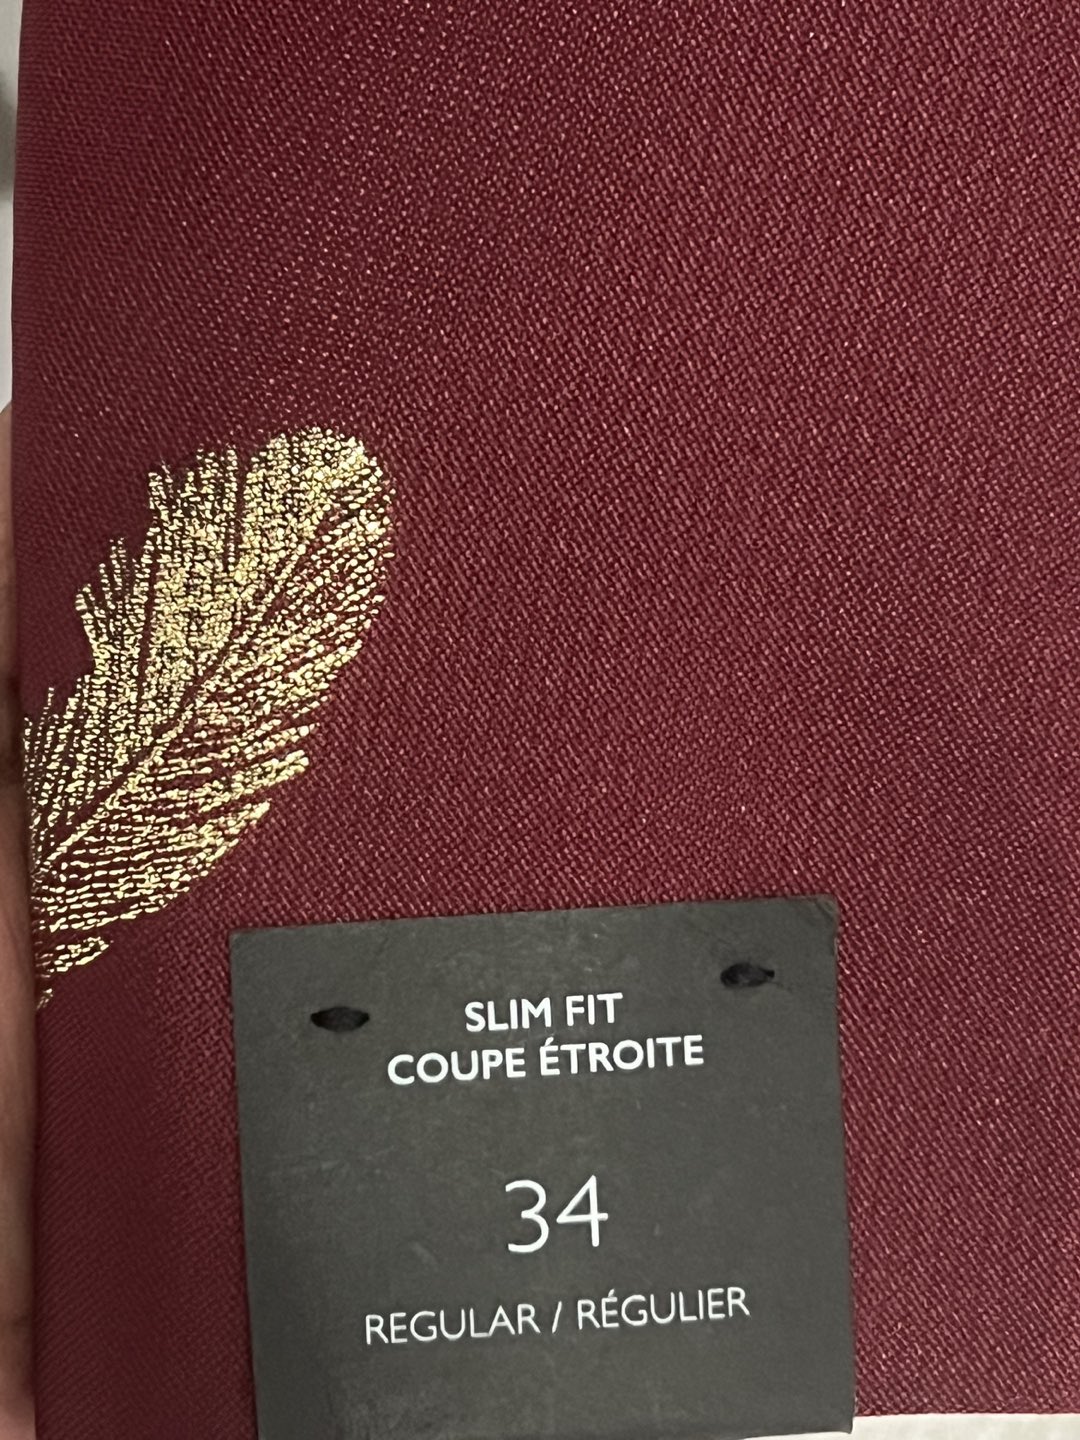 SLIM FIT
COUPE ÉTROITE
34
REGULAR / RÉGULIER